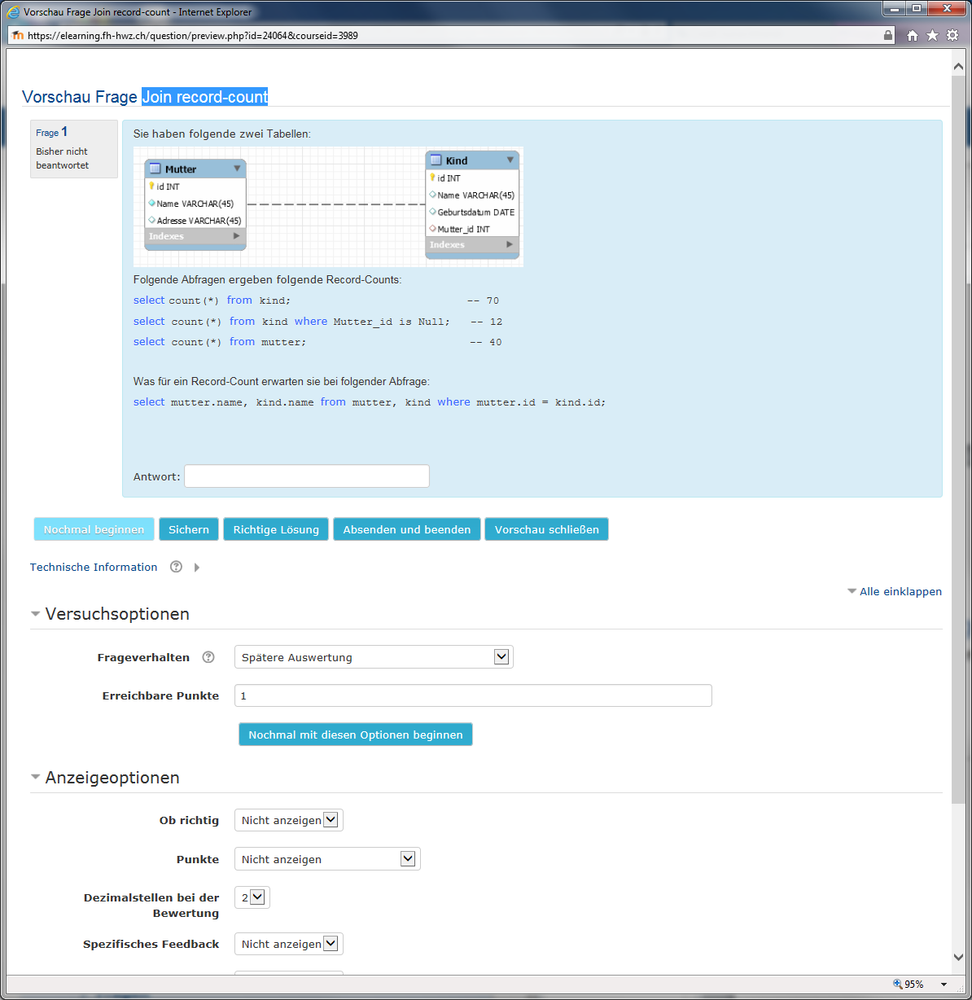 Vorschau Frage Join record-count - Internet Explorer
https://elearning.fh-hwz.ch/question/preview.php?id=24064&courseid=3989
Vorschau Frage Join record-count
Frage 1
Bisher nicht
beantwortet
Sie haben folgende zwei Tabellen:
Mutter
id INT
Name VARCHAR(45)
Adresse VARCHAR(45)
Indexes
Kind
id INT
Name VARCHAR(45)
Geburtsdatum DATE
Mutter_id INT
Indexes
Folgende Abfragen ergeben folgende Record-Counts:
select count(*) from kind; -- 70
select count(*) from kind where Mutter_id is Null; -- 12
select count(*) from mutter; -- 40
Was für ein Record-Count erwarten sie bei folgender Abfrage:
select mutter.name, kind.name from mutter, kind where mutter.id = kind.id;
Antwort:
Nochmal beginnen
Sichern
Richtige Lösung
Absenden und beenden
Vorschau schließen
Technische Information
Alle einklappen
Versuchsoptionen
Frageverhalten
Spätere Auswertung
Erreichbare Punkte
1
Nochmal mit diesen Optionen beginnen
Anzeigeoptionen
Ob richtig
Nicht anzeigen
Punkte
Nicht anzeigen
Dezimalstellen bei der
Bewertung
2
Spezifisches Feedback
Nicht anzeigen
95%